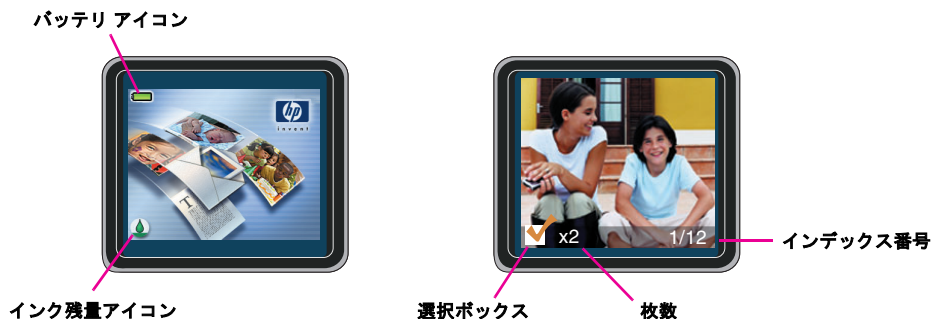 バッテリ アイコン
hp
invent
T
x2
1/12
インデックス番号
インク残量アイコン
選択ボックス
枚数